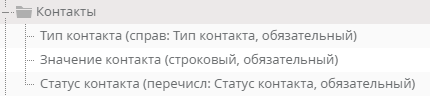 Контакты
Тип контакта (справ: Тип контакта, обязательный)
Значение контакта (строковый, обязательный)
Статус контакта (перечисл: Статус контакта, обязательный)